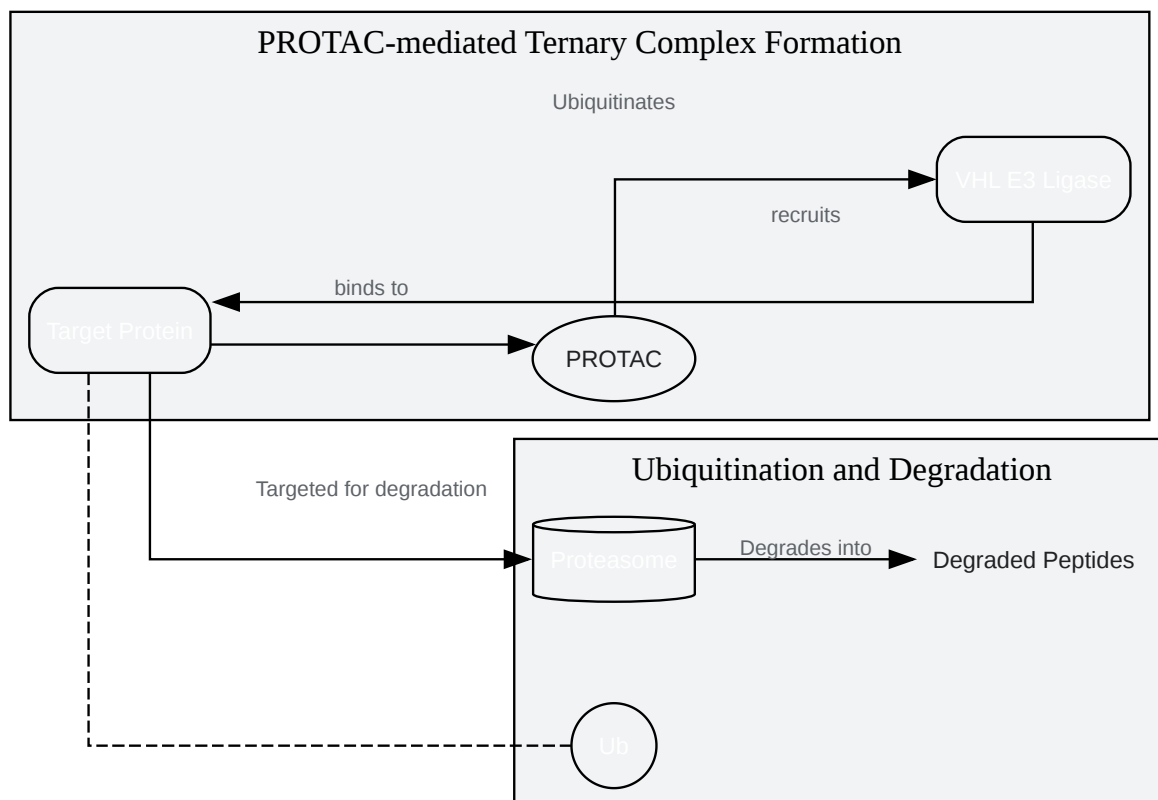 PROTAC-mediated Ternary Complex Formation
Ubiquitinates
VHL E3 Ligase
recruits
binds to
Target Protein
PROTAC
Ubiquitination and Degradation
Targeted for degradation
Proteasome
Degrades into
Degraded Peptides
Ub